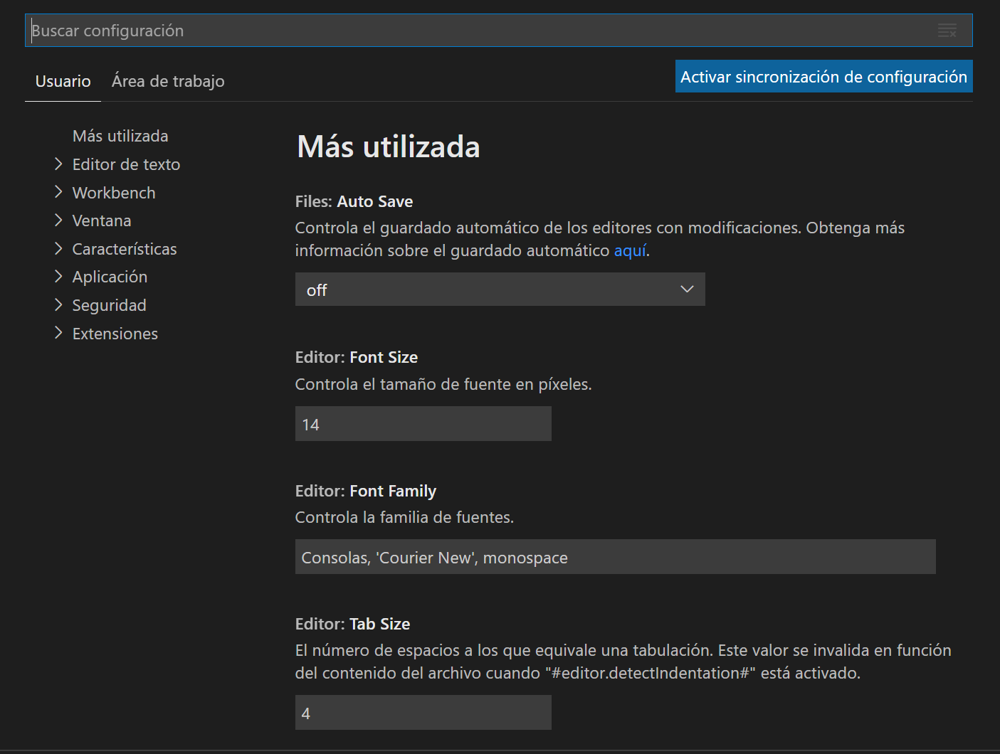 Buscar configuración
Usuario
Área de trabajo
Activar sincronización de configuración
Más utilizada
Editor de texto
Workbench
Ventana
Características
Aplicación
Seguridad
Extensiones
Más utilizada
Files: Auto Save
Controla el guardado automático de los editores con modificaciones. Obtenga más
información sobre el guardado automático aquí.
off
Editor: Font Size
Controla el tamaño de fuente en píxeles.
14
Editor: Font Family
Controla la familia de fuentes.
Consolas, 'Courier New', monospace
Editor: Tab Size
El número de espacios a los que equivale una tabulación. Este valor se invalida en función
del contenido del archivo cuando "#editor.detectIndentation#" está activado.
4